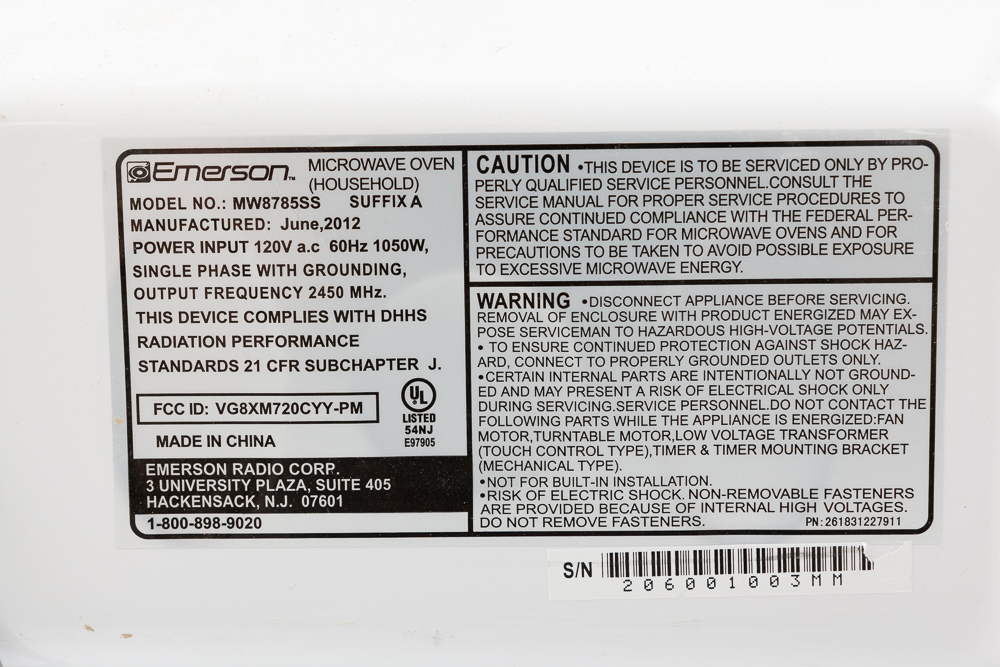 Emerson™ MICROWAVE OVEN
(HOUSEHOLD)
MODEL NO.: MW8785SS SUFFIX A
MANUFACTURED: June,2012
POWER INPUT 120V a.c 60Hz 1050W,
SINGLE PHASE WITH GROUNDING,
OUTPUT FREQUENCY 2450 MHz.
THIS DEVICE COMPLIES WITH DHHS
RADIATION PERFORMANCE
STANDARDS 21 CFR SUBCHAPTER J.
FCC ID: VG8XM720CYY-PM
UL
LISTED
54NJ
E97905
MADE IN CHINA
EMERSON RADIO CORP.
3 UNIVERSITY PLAZA, SUITE 405
HACKENSACK, N.J. 07601
1-800-898-9020
CAUTION •THIS DEVICE IS TO BE SERVICED ONLY BY PRO-
PERLY QUALIFIED SERVICE PERSONNEL.CONSULT THE
SERVICE MANUAL FOR PROPER SERVICE PROCEDURES TO
ASSURE CONTINUED COMPLIANCE WITH THE FEDERAL PER-
FORMANCE STANDARD FOR MICROWAVE OVENS AND FOR
PRECAUTIONS TO BE TAKEN TO AVOID POSSIBLE EXPOSURE
TO EXCESSIVE MICROWAVE ENERGY.
WARNING •DISCONNECT APPLIANCE BEFORE SERVICING.
REMOVAL OF ENCLOSURE WITH PRODUCT ENERGIZED MAY EX-
POSE SERVICEMAN TO HAZARDOUS HIGH-VOLTAGE POTENTIALS.
• TO ENSURE CONTINUED PROTECTION AGAINST SHOCK HAZ-
ARD, CONNECT TO PROPERLY GROUNDED OUTLETS ONLY.
•CERTAIN INTERNAL PARTS ARE INTENTIONALLY NOT GROUND-
ED AND MAY PRESENT A RISK OF ELECTRICAL SHOCK ONLY
DURING SERVICING.SERVICE PERSONNEL.DO NOT CONTACT THE
FOLLOWING PARTS WHILE THE APPLIANCE IS ENERGIZED:FAN
MOTOR,TURNTABLE MOTOR,LOW VOLTAGE TRANSFORMER
(TOUCH CONTROL TYPE),TIMER & TIMER MOUNTING BRACKET
(MECHANICAL TYPE).
•NOT FOR BUILT-IN INSTALLATION.
•RISK OF ELECTRIC SHOCK. NON-REMOVABLE FASTENERS
ARE PROVIDED BECAUSE OF INTERNAL HIGH VOLTAGES.
DO NOT REMOVE FASTENERS. PN: 261831227911
S/N
206001003MM